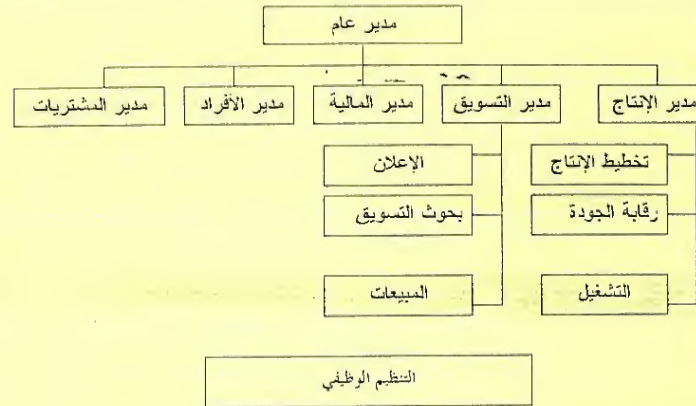 مدير عام
مدير الإنتاج
مدير التسويق
مدير المالية
مدير الأفراد
مدير المشتريات
تخطيط الإنتاج
الإعلان
رقابة الجودة
بحوث التسويق
التشغيل
المبيعات
التنظيم الوظيفي